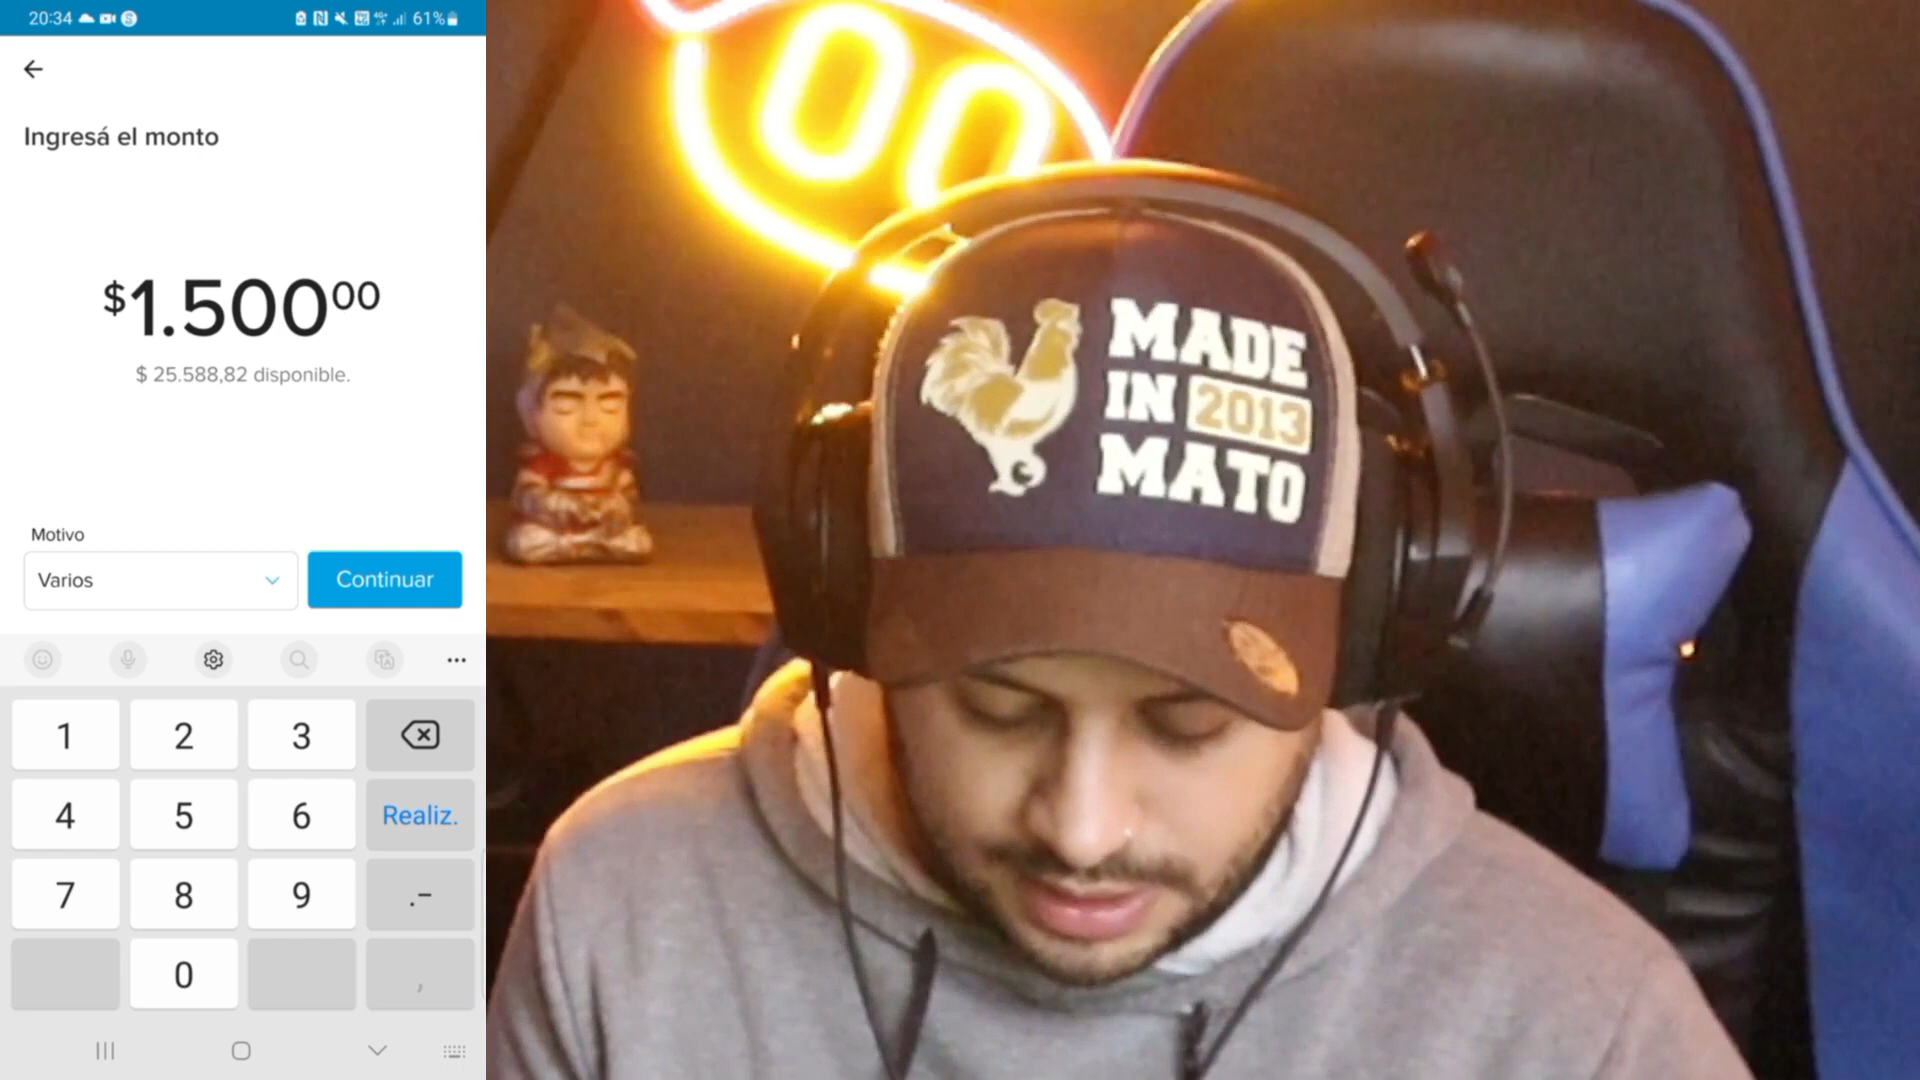 20:34
61%
Ingresá el monto
$1.50000
$ 25.588,82 disponible.
Motivo
Varios
Continuar
1
2
3
4
5
6
Realiz.
7
8
9
.-
0
,
00
MADE
IN 2013
MATO